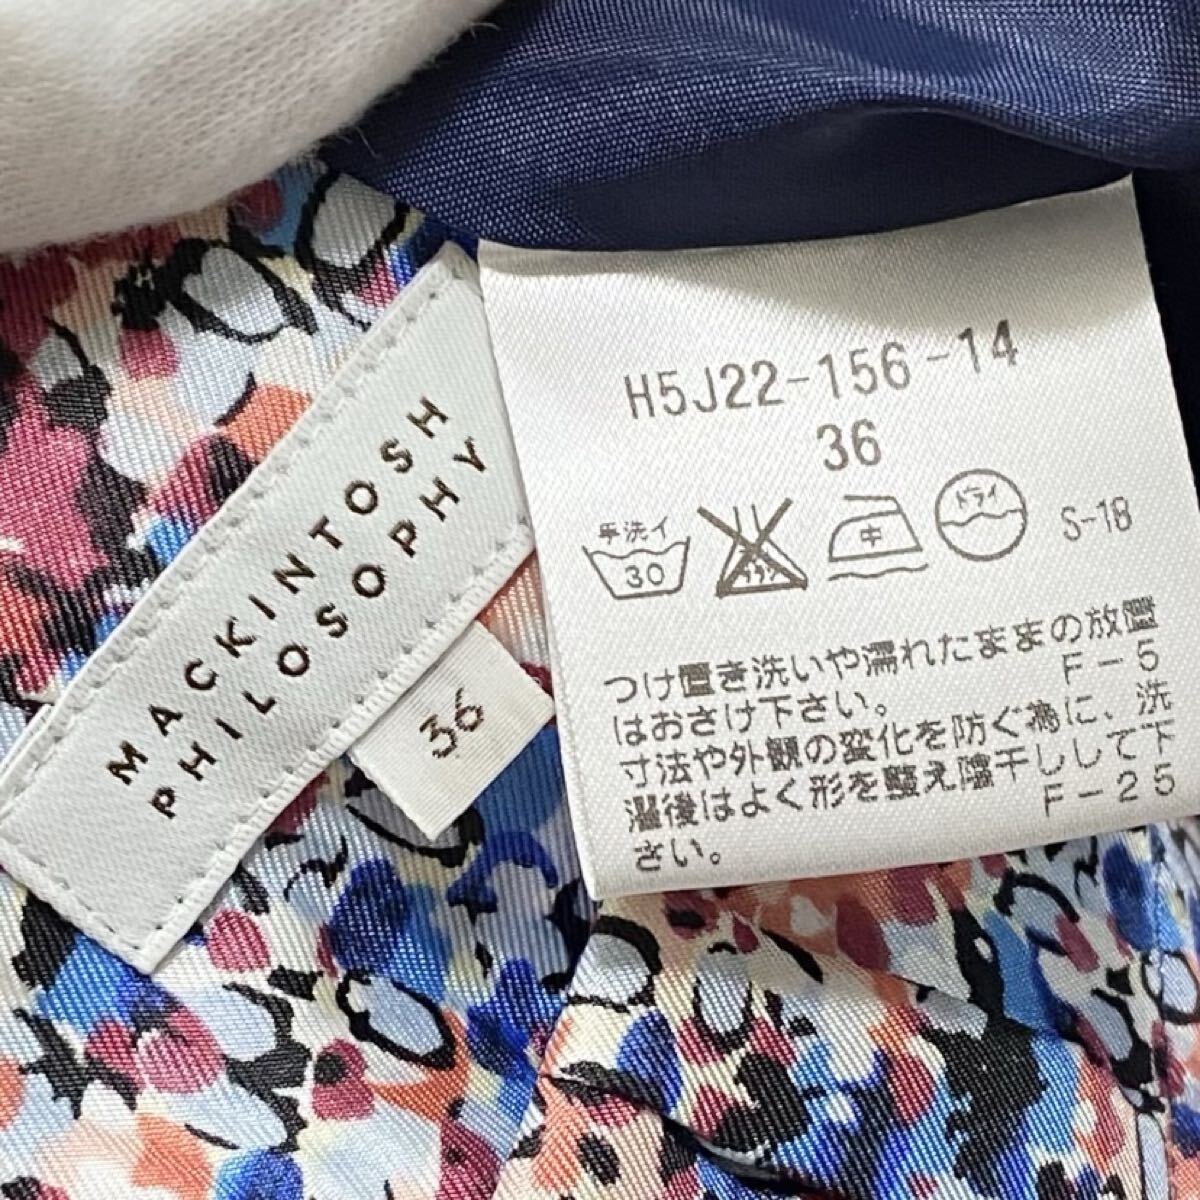 MACKINTOSH
PHILOSOPHY
36
H5J22-156-14
36
手洗イ
30
中
ドライ
S-18
つけ置き洗いや濡れたままの放置
はおさけ下さい。
F-5
寸法や外観の変化を防ぐ為に、洗
濯後はよく形を整え陰干しして下
さい。
F-25